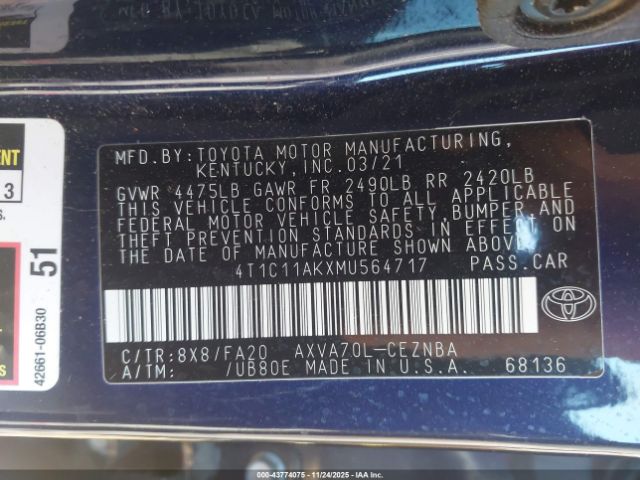 MFD.BY:TOYOTA MOTOR MANUFACTURING,
KENTUCKY, INC.03/21
GVWR 4475LB GAWR FR 2490LB RR 2420LB
THIS VEHICLE CONFORMS TO ALL APPLICABLE
FEDERAL MOTOR VEHICLE SAFETY,BUMPER,AND
THEFT PREVENTION STANDARDS IN EFFECT ON
THE DATE OF MANUFACTURE SHOWN ABOVE.
4T1C11AKXMU564717 PASS.CAR
C/TR:8X8/FA20 AXVA70L-CEZNBA
A/TM: /UB80E MADE IN U.S.A. 68136
51
42661-06B30
000-43774075 11/24/2025 IAA Inc.